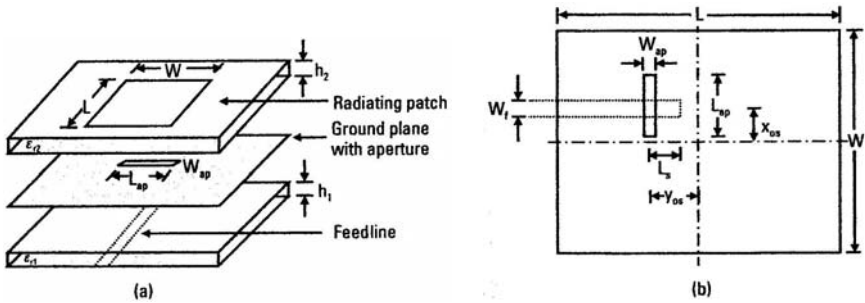 W
h₂
L
Radiating patch
εr2
Ground plane
with aperture
Wap
Lap
h₁
Feedline
εr1
(a)
L
Wap
Wf
Lap
xos
W
Ls
yos
(b)